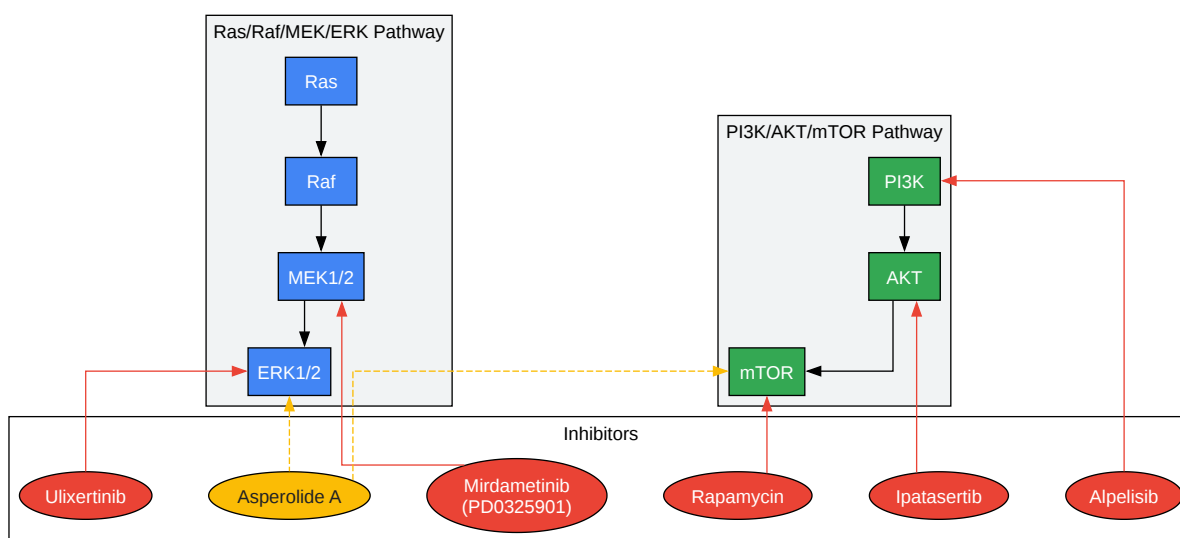 Ras/Raf/MEK/ERK Pathway
Ras
Raf
MEK1/2
ERK1/2
PI3K/AKT/mTOR Pathway
PI3K
AKT
mTOR
Inhibitors
Ulixertinib
Asperolide A
Mirdametinib
(PD0325901)
Rapamycin
Ipatasertib
Alpelisib